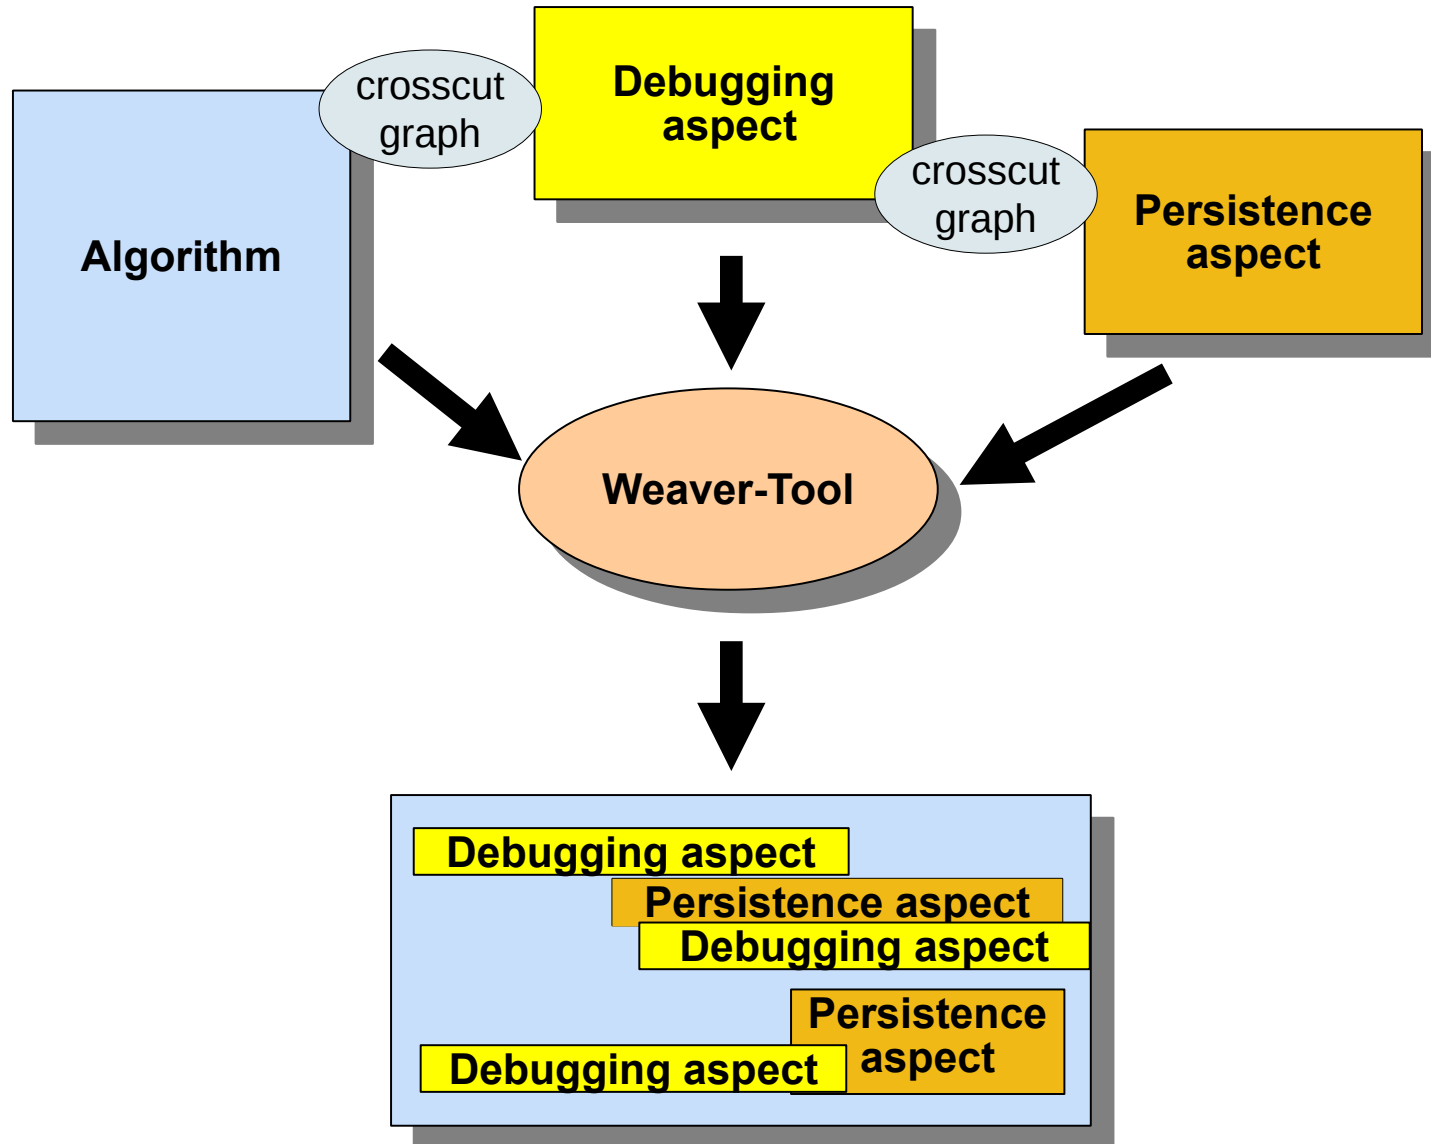 crosscut
graph
Debugging
aspect
crosscut
graph
Persistence
aspect
Algorithm
Weaver-Tool
Debugging aspect
Persistence aspect
Debugging aspect
Persistence
aspect
Debugging aspect